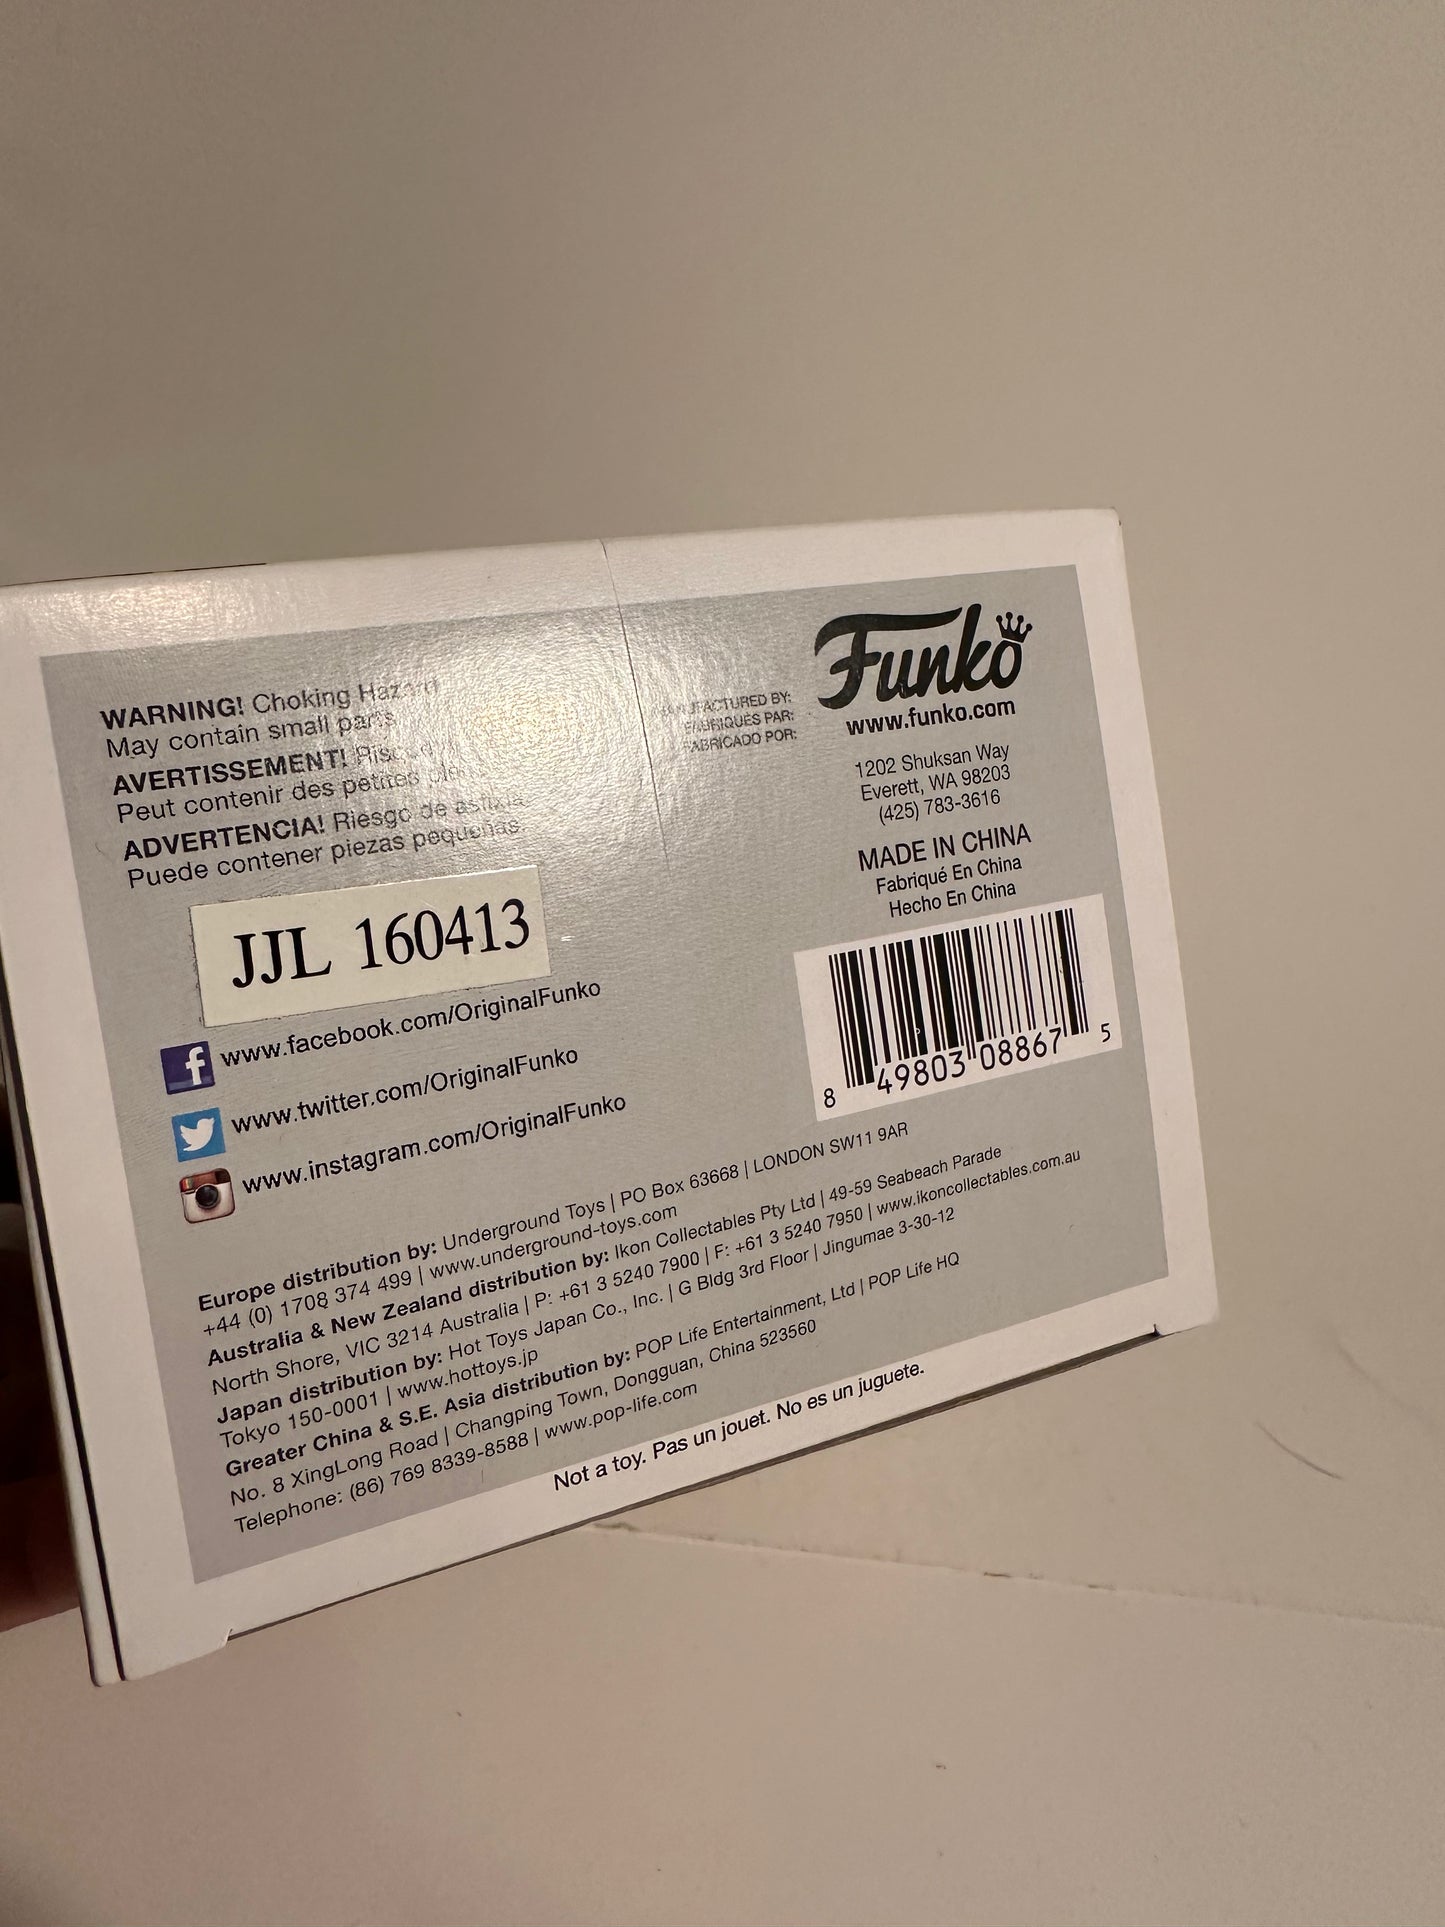 WARNING! Choking Hazard
May contain small parts.
AVERTISSEMENT!
Peut contenir des petites
ADVERTENCIA! Riesgo de asfixia.
Puede contener piezas pequeñas.
JJL 160413
www.facebook.com/OriginalFunko
www.twitter.com/OriginalFunko
www.instagram.com/OriginalFunko
MANUFACTURED BY:
FABRIQUÉS PAR:
FABRICADO POR:
Funko
www.funko.com
1202 Shuksan Way
Everett, WA 98203
(425) 783-3616
MADE IN CHINA
Fabriqué En China
Hecho En China
8 49803 08867 5
Europe distribution by: Underground Toys | PO Box 63668 | LONDON SW11 9AR
+44 (0) 1708 374 499 | www.underground-toys.com
Australia & New Zealand distribution by: Ikon Collectables Pty Ltd | 49-59 Seabeach Parade
North Shore, VIC 3214 Australia | P: +61 3 5240 7900 | F: +61 3 5240 7950 | www.ikoncollectables.com.au
Japan distribution by: Hot Toys Japan Co., Inc. | G Bldg 3rd Floor | Jingumae 3-30-12
Tokyo 150-0001 | www.hottoys.jp
Greater China & S.E. Asia distribution by: POP Life Entertainment, Ltd | POP Life HQ
No. 8 XingLong Road | Changping Town, Dongguan, China 523560
Telephone: (86) 769 8339-8588 | www.pop-life.com
Not a toy. Pas un jouet. No es un juguete.